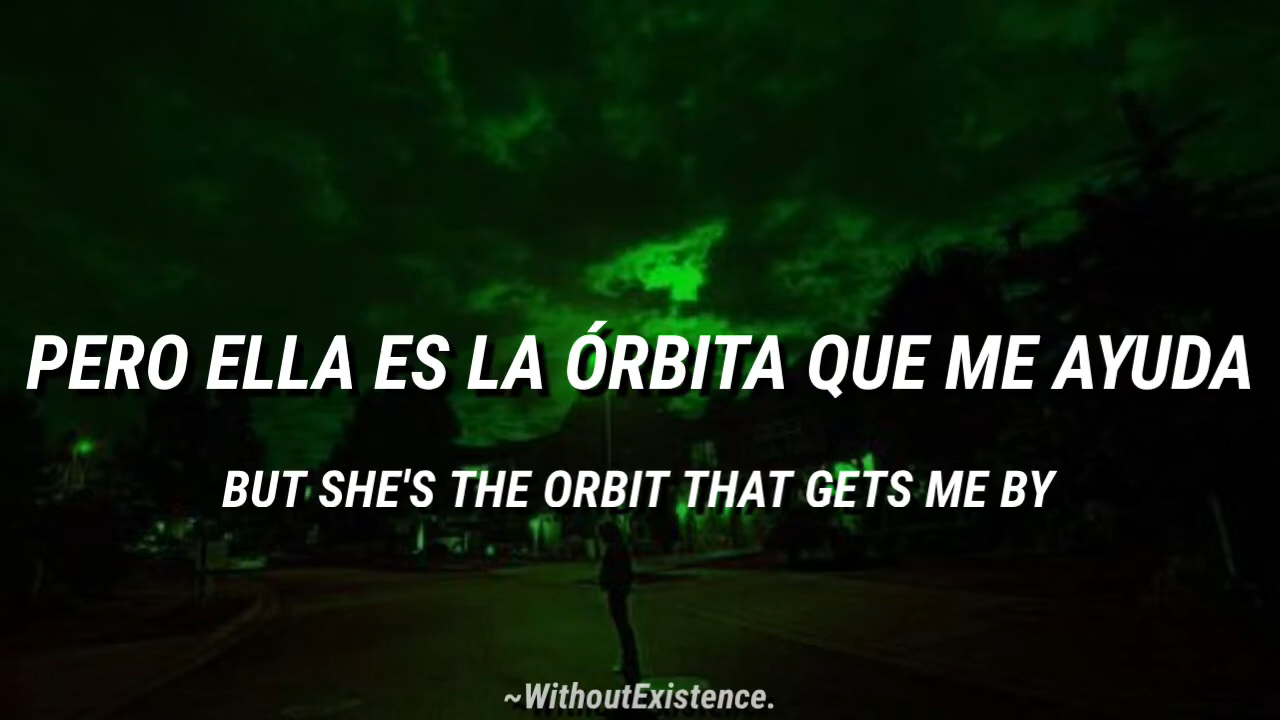 PERO ELLA ES LA ÓRBITA QUE ME AYUDA
BUT SHE'S THE ORBIT THAT GETS ME BY
~WithoutExistence.